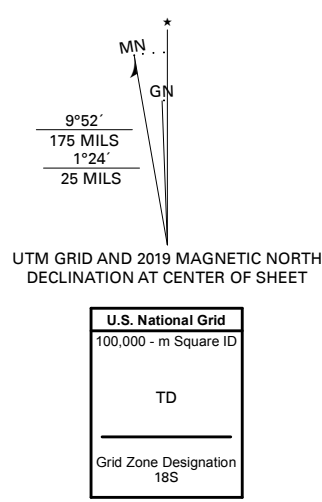 ★
MN
GN
9°52´
175 MILS
1°24´
25 MILS
UTM GRID AND 2019 MAGNETIC NORTH
DECLINATION AT CENTER OF SHEET
U.S. National Grid
100,000 - m Square ID
TD
Grid Zone Designation
18S